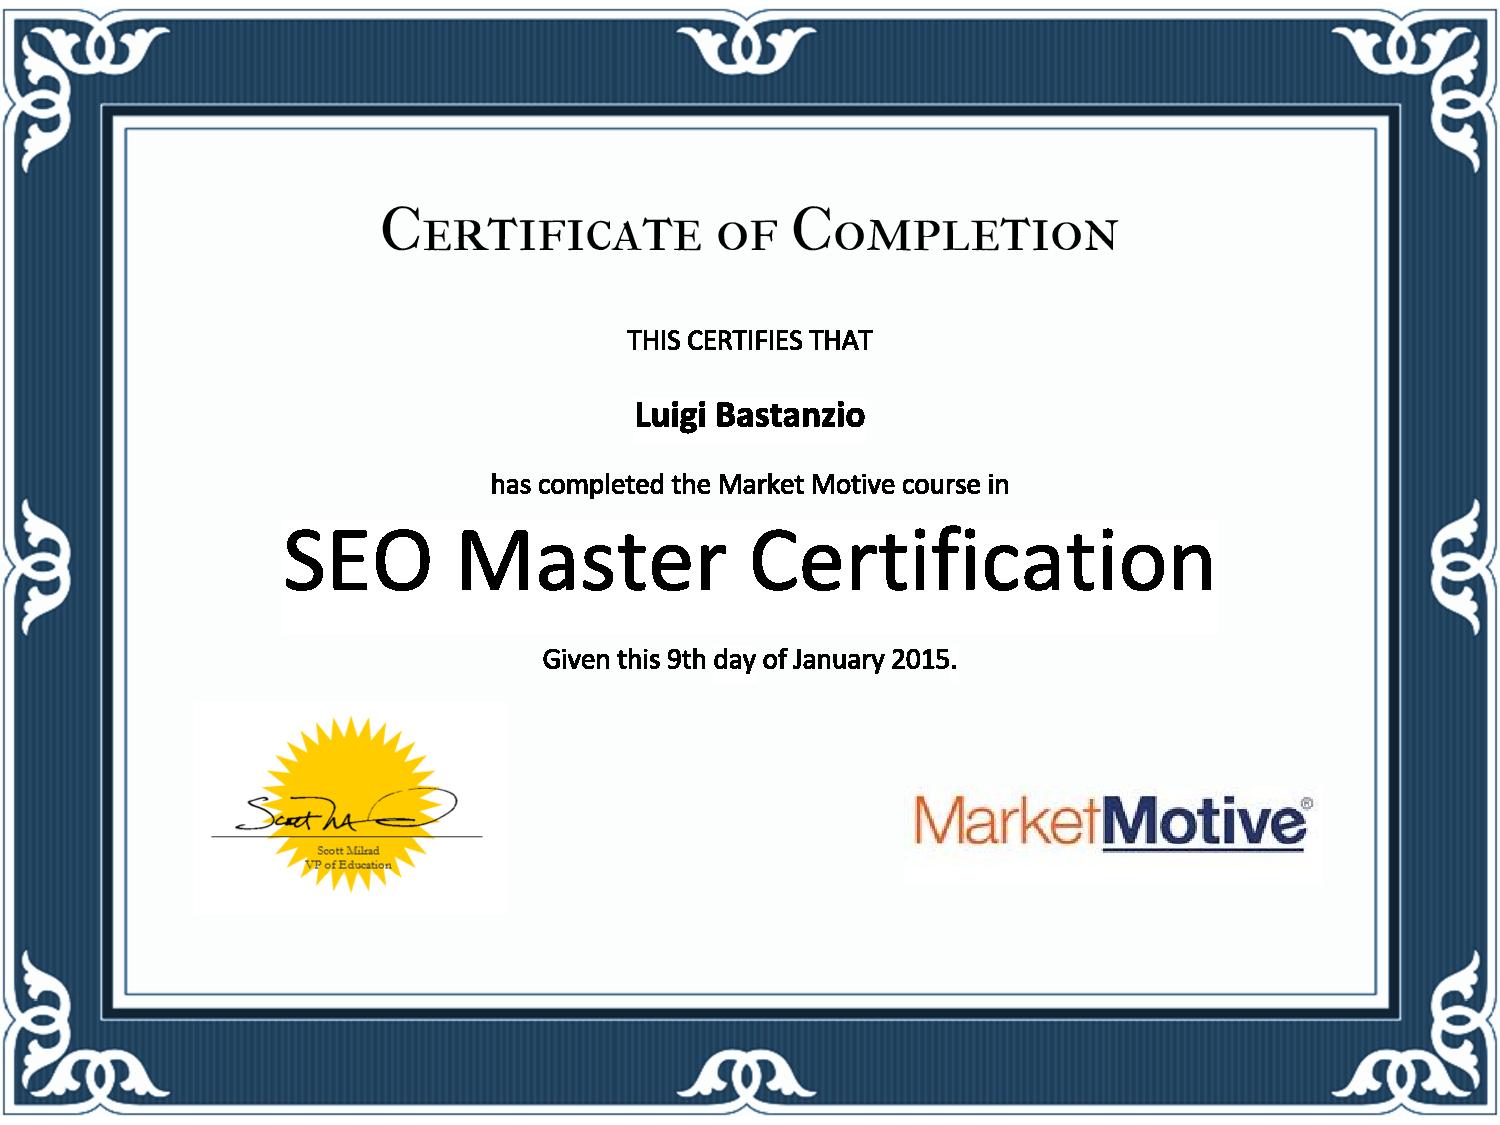 CERTIFICATE OF COMPLETION
THIS CERTIFIES THAT
Luigi Bastanzio
has completed the Market Motive course in
SEO Master Certification
Given this 9th day of January 2015.
Scott Milrad
VP of Education
MarketMotive®